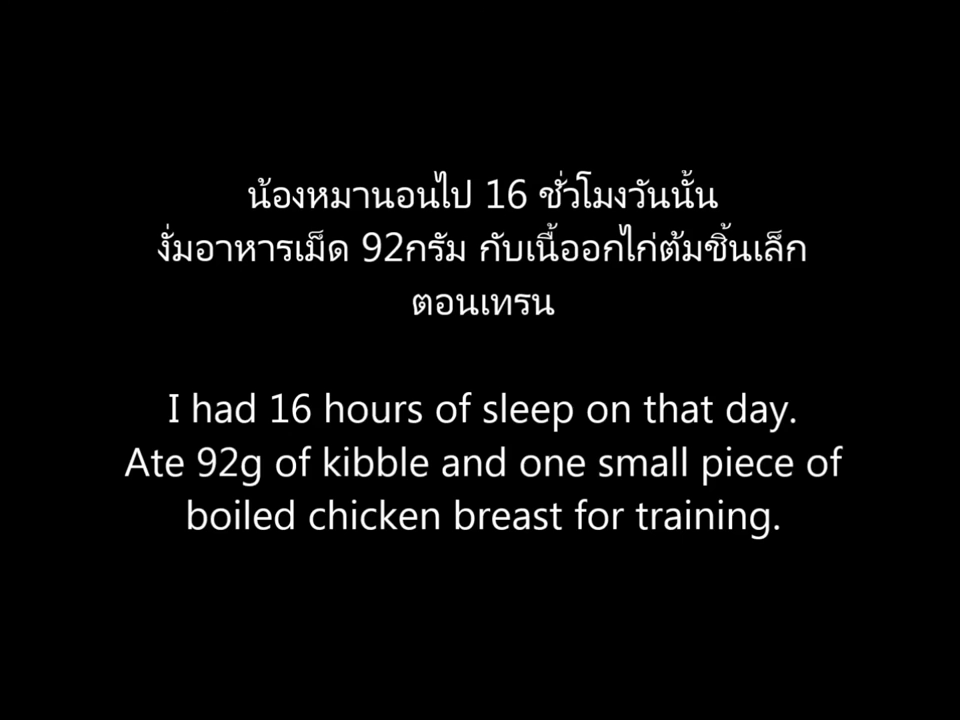 น้องหมานอนไป 16 ชั่วโมงวันนั้น
งั่มอาหารเม็ด 92กรัม กับเนื้ออกไก่ต้มชิ้นเล็ก
ตอนเทรน
I had 16 hours of sleep on that day.
Ate 92g of kibble and one small piece of
boiled chicken breast for training.